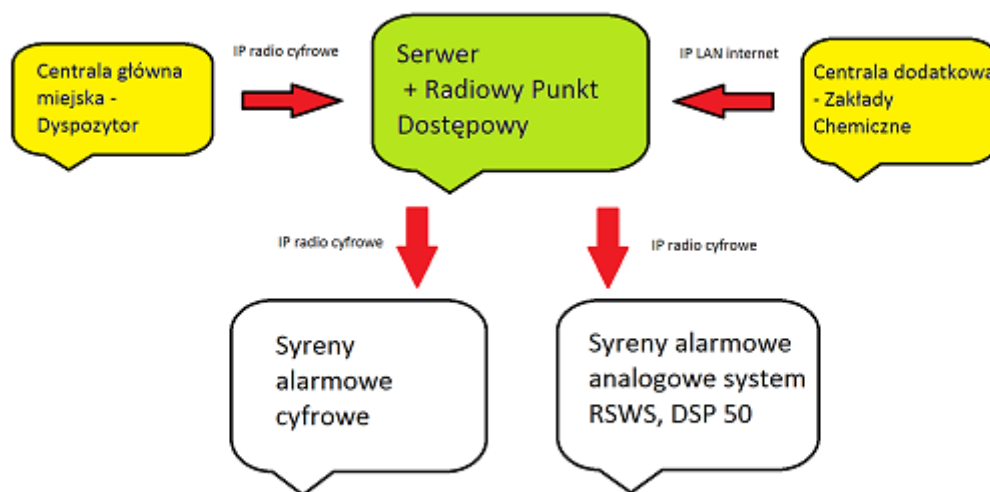 IP radio cyfrowe
Centrala główna
miejska -
Dyspozytor
Serwer
+ Radiowy Punkt
Dostępowy
IP LAN internet
Centrala dodatkowa
- Zakłady
Chemiczne
IP radio cyfrowe
IP radio cyfrowe
Syreny
alarmowe
cyfrowe
Syreny alarmowe
analogowe system
RSWS, DSP 50